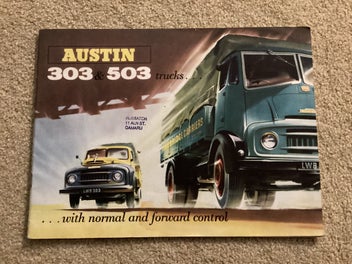 AUSTIN
303 & 503 trucks . . . .
. . . with normal and forward control